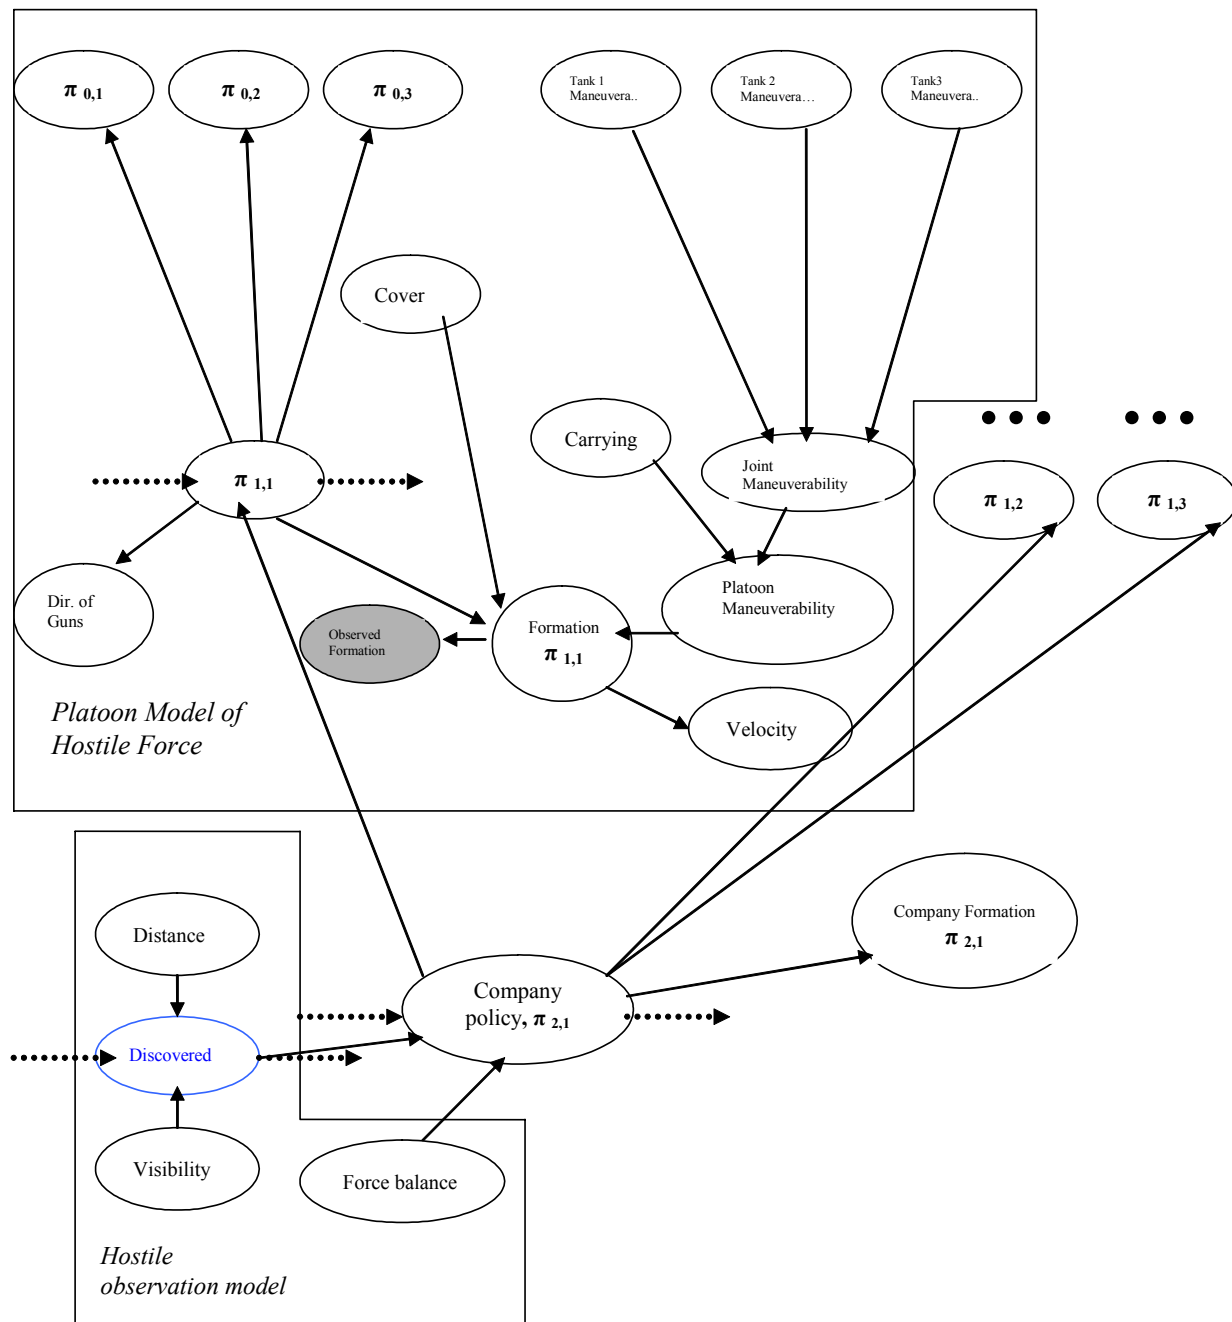 π 0,1
π 0,2
π 0,3
Tank 1
Maneuvera..
Tank 2
Maneuvera…
Tank3
Maneuvera..
Cover
Carrying
Joint
Maneuverability
π 1,1
π 1,2
π 1,3
Dir. of
Guns
Observed
Formation
Formation
π 1,1
Platoon
Maneuverability
Velocity
Platoon Model of
Hostile Force
Distance
Discovered
Visibility
Company
policy, π 2,1
Company Formation
π 2,1
Force balance
Hostile
observation model